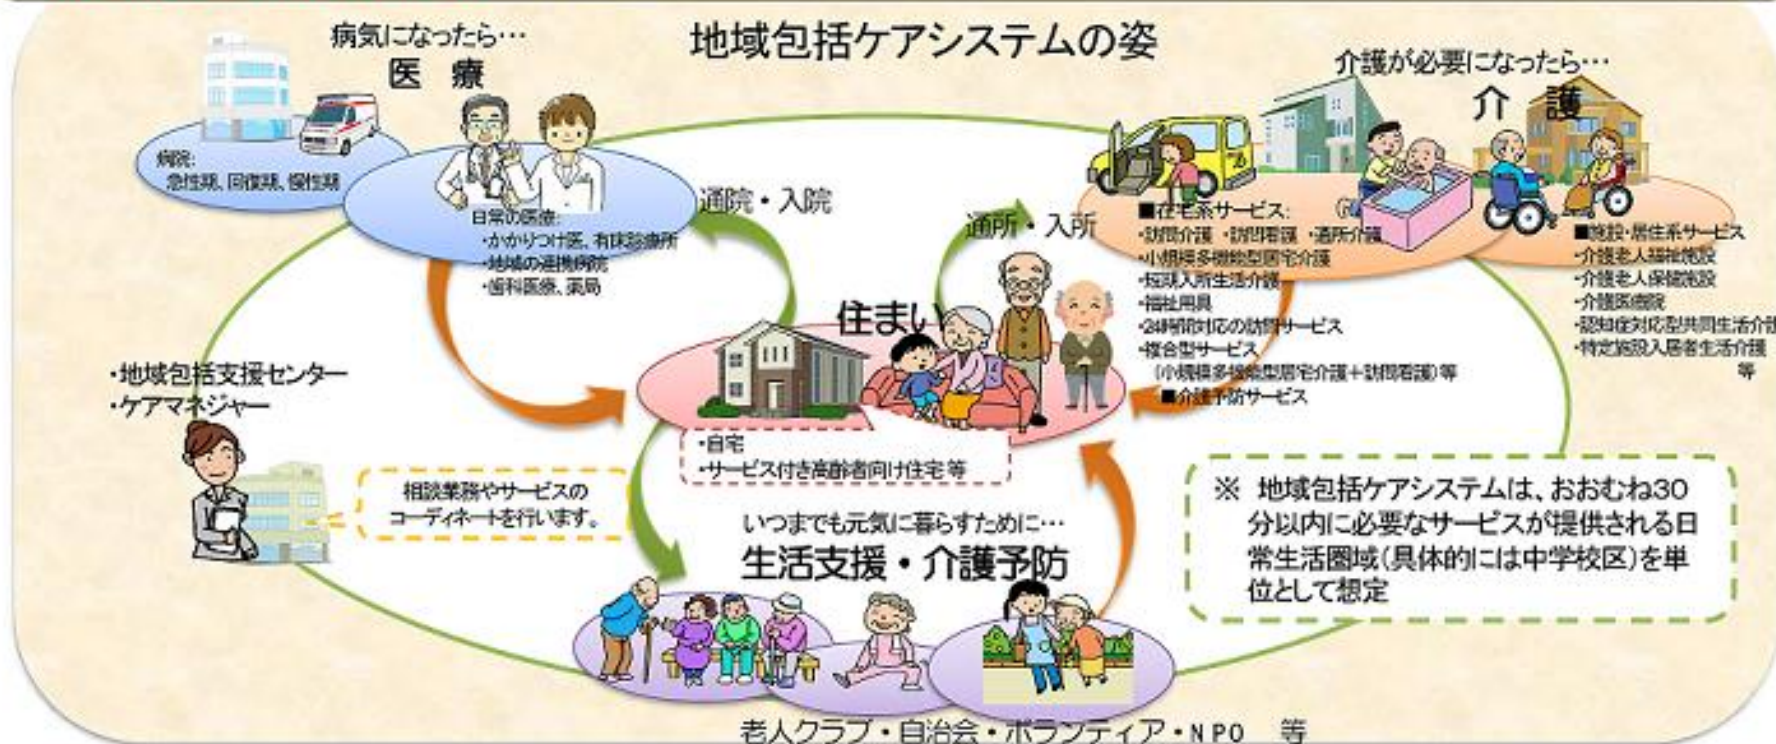 地域包括ケアシステムの姿
病気になったら…
医 療
病院:
急性期、回復期、慢性期
日常の医療:
・かかりつけ医、有床診療所
・地域の連携病院
・歯科医療、薬局
通院・入院
通所・入所
介護が必要になったら…
介 護
■在宅系サービス:
・訪問介護 ・訪問看護 ・通所介護
・小規模多機能型居宅介護
・短期入所生活介護
・福祉用具
・24時間対応の訪問サービス
・複合型サービス
(小規模多機能型居宅介護+訪問看護)等
■介護予防サービス
■施設・居住系サービス
・介護老人福祉施設
・介護老人保健施設
・介護医療院
・認知症対応型共同生活介護
・特定施設入居者生活介護
等
住まい
・自宅
・サービス付き高齢者向け住宅 等
・地域包括支援センター
・ケアマネジャー
相談業務やサービスの
コーディネートを行います。
いつまでも元気に暮らすために…
生活支援・介護予防
老人クラブ・自治会・ボランティア・NPO 等
※ 地域包括ケアシステムは、おおむね30
分以内に必要なサービスが提供される日
常生活圏域(具体的には中学校区)を単
位として想定